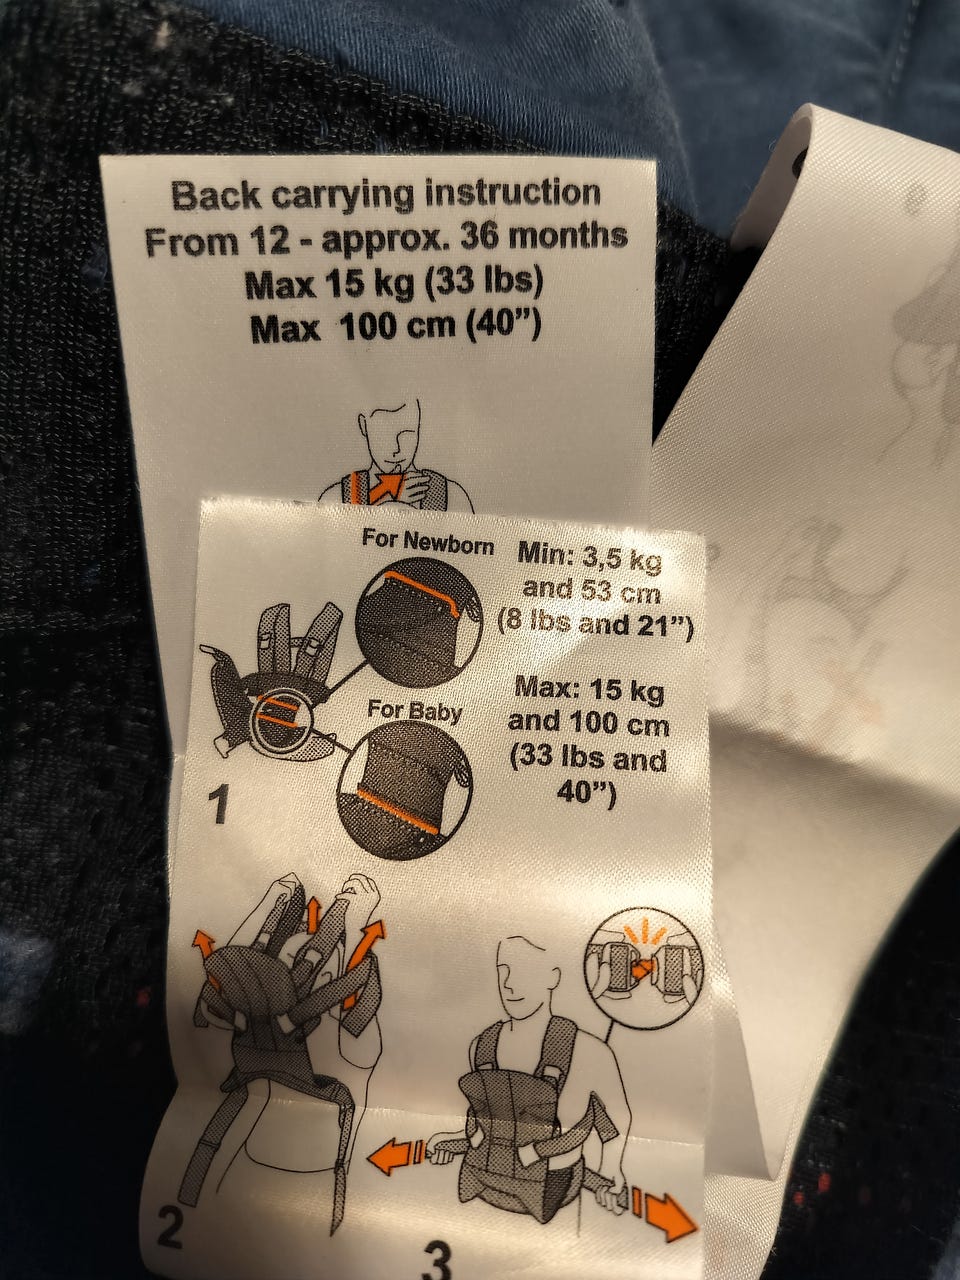 Back carrying instruction
From 12 - approx. 36 months
Max 15 kg (33 lbs)
Max 100 cm (40”)
For Newborn
Min: 3,5 kg
and 53 cm
(8 lbs and 21”)
For Baby
Max: 15 kg
and 100 cm
(33 lbs and
40”)
1
2
3